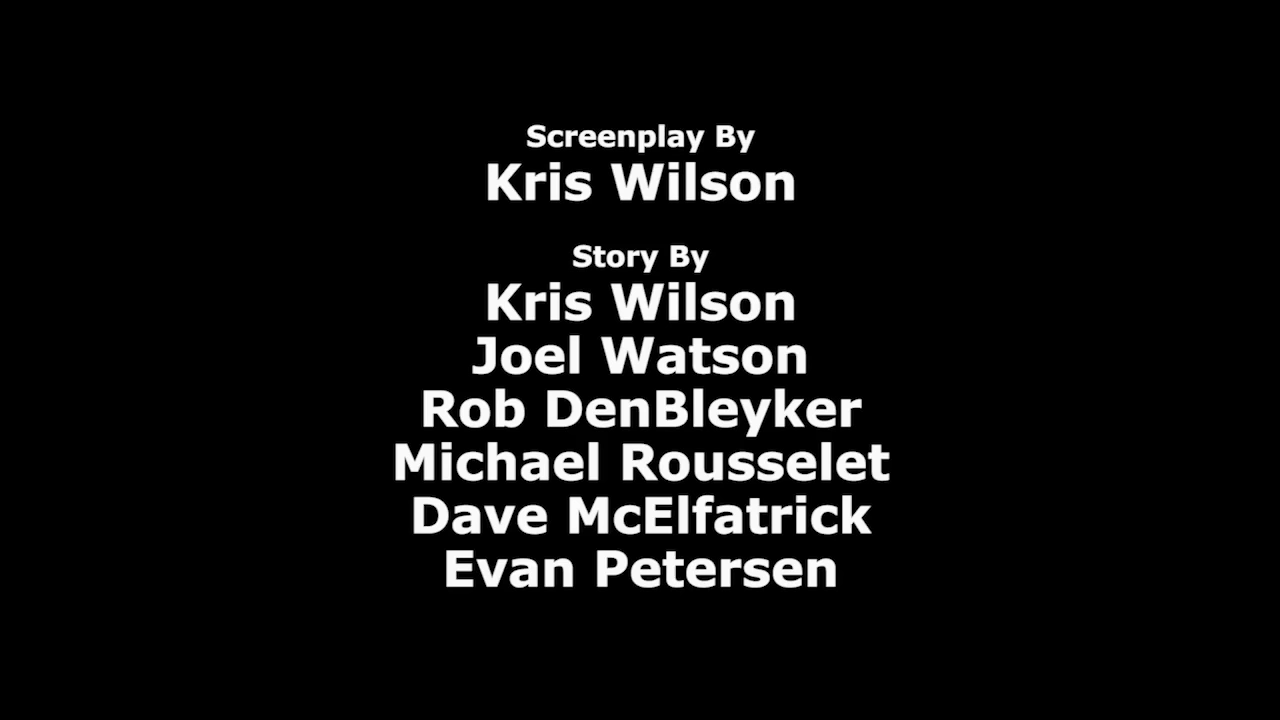 Screenplay By
Kris Wilson
Story By
Kris Wilson
Joel Watson
Rob DenBleyker
Michael Rousselet
Dave McElfatrick
Evan Petersen